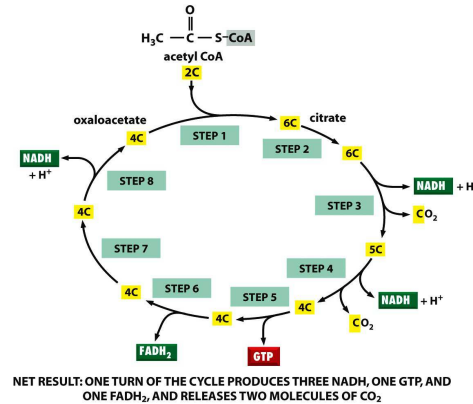 O
H₃C — C — S–CoA
acetyl CoA
2C
oxaloacetate
4C
STEP 1
6C
citrate
STEP 2
6C
NADH
+ H⁺
STEP 8
STEP 3
NADH + H
CO₂
4C
5C
STEP 7
STEP 4
4C
STEP 6
STEP 5
4C
4C
NADH + H⁺
CO₂
FADH₂
GTP
NET RESULT: ONE TURN OF THE CYCLE PRODUCES THREE NADH, ONE GTP, AND
ONE FADH₂, AND RELEASES TWO MOLECULES OF CO₂